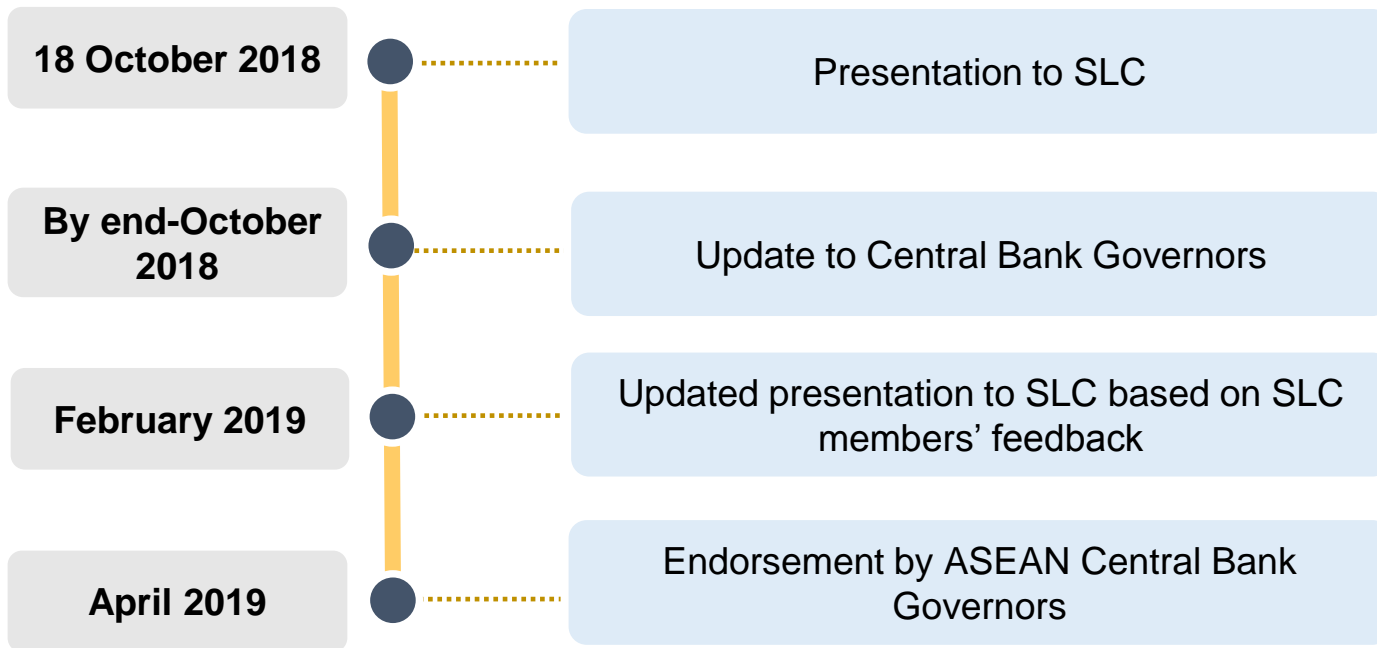 18 October 2018
Presentation to SLC
By end-October
2018
Update to Central Bank Governors
February 2019
Updated presentation to SLC based on SLC
members’ feedback
April 2019
Endorsement by ASEAN Central Bank
Governors